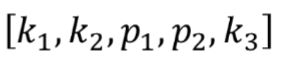 [k₁, k₂, p₁, p₂, k₃]